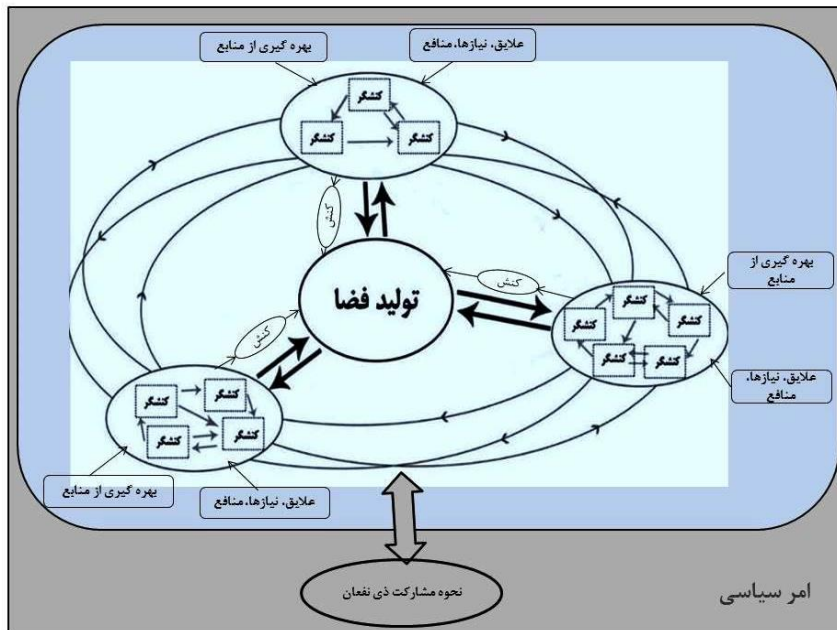 بهره گیری از منابع
علایق، نیازها، منافع
کنشگر
کنشگر
کنشگر
کنش
کنش
کنش
تولید فضا
بهره گیری از
منابع
کنشگر
کنشگر
کنشگر
کنشگر
کنشگر
علایق، نیازها،
منافع
کنشگر
کنشگر
کنشگر
کنشگر
بهره گیری از منابع
علایق، نیازها، منافع
نحوه مشارکت ذی نفعان
امر سیاسی